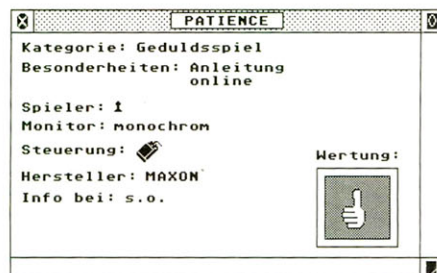 PATIENCE
Kategorie: Geduldsspiel
Besonderheiten: Anleitung
online
Spieler: 1
Monitor: monochrom
Steuerung:
Wertung:
Hersteller: MAXON
Info bei: s.o.